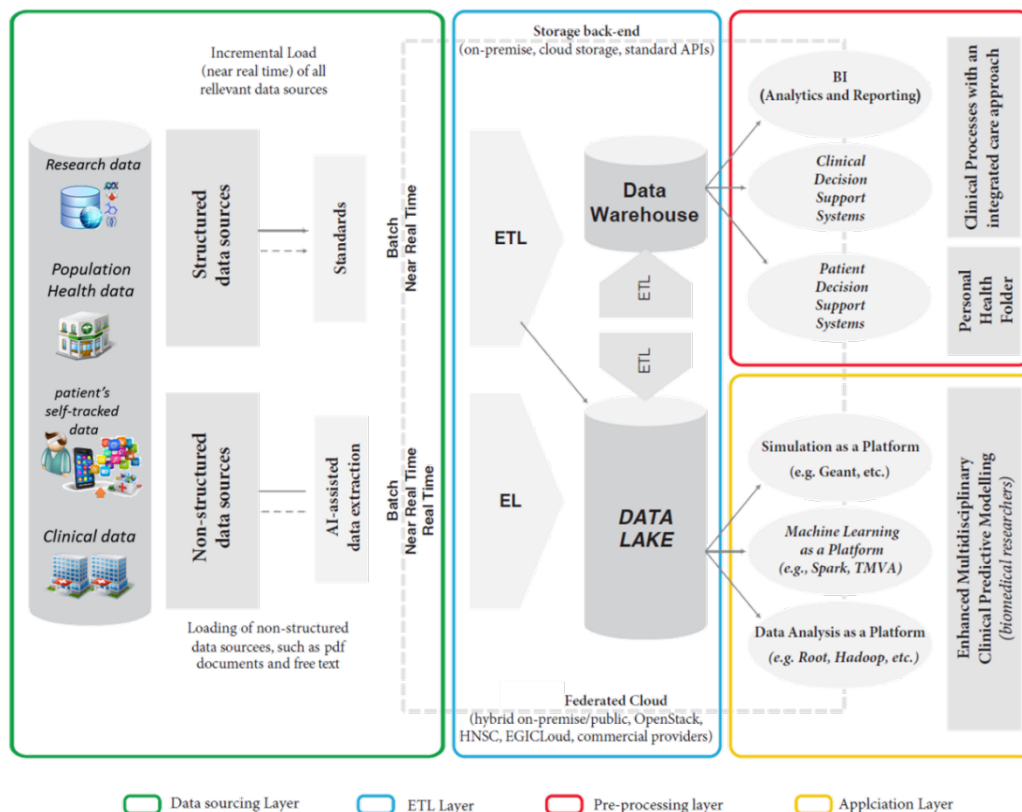 Incremental Load
(near real time) of all
rellevant data sources
Research data
Population
Health data
patient's
self-tracked
data
Clinical data
Structured
data sources
Standards
Non-structured
data sources
AI-assisted
data extraction
Loading of non-structured
data sourcees, such as pdf
documents and free text
Batch
Near Real Time
Batch
Near Real Time
Real Time
Storage back-end
(on-premise, cloud storage, standard APIs)
ETL
EL
Data
Warehouse
ETL
ETL
DATA
LAKE
Federated Cloud
(hybrid on-premise/public, OpenStack,
HNSC, EGICLoud, commercial providers)
BI
(Analytics and Reporting)
Clinical
Decision
Support
Systems
Patient
Decision
Support
Systems
Clinical Processes with an
integrated care approach
Personal
Health
Folder
Simulation as a Platform
(e.g. Geant, etc.)
Machine Learning
as a Platform
(e.g., Spark, TMVA)
Data Analysis as a Platform
(e.g. Root, Hadoop, etc.)
Enhanced Multidisciplinary
Clinical Predictive Modelling
(biomedical researchers)
Data sourcing Layer
ETL Layer
Pre-processing layer
Applciation Layer